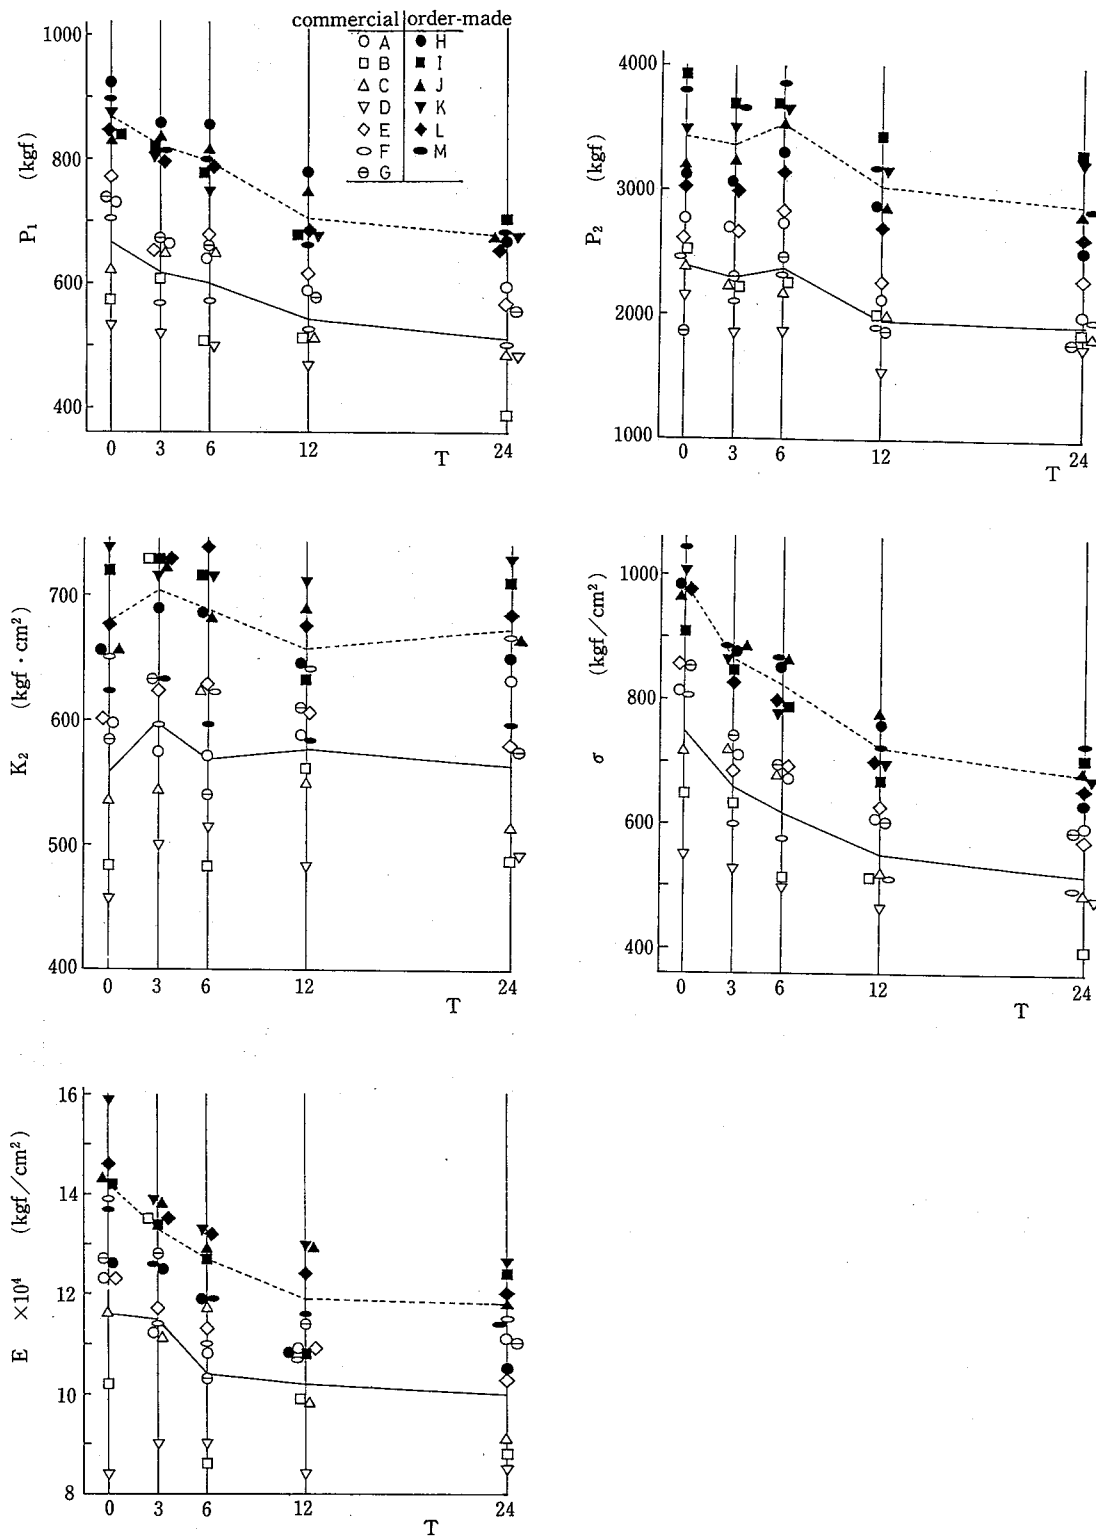 commercial order-made
A H
B I
C J
D K
E L
F M
G
P₁ (kgf)
1000
800
600
400
0 3 6 12 24
T
P₂ (kgf)
4000
3000
2000
1000
0 3 6 12 24
T
K₂ (kgf · cm²)
700
600
500
400
0 3 6 12 24
T
σ (kgf/cm²)
1000
800
600
400
0 3 6 12 24
T
E ×10⁴ (kgf/cm²)
16
14
12
10
8
0 3 6 12 24
T